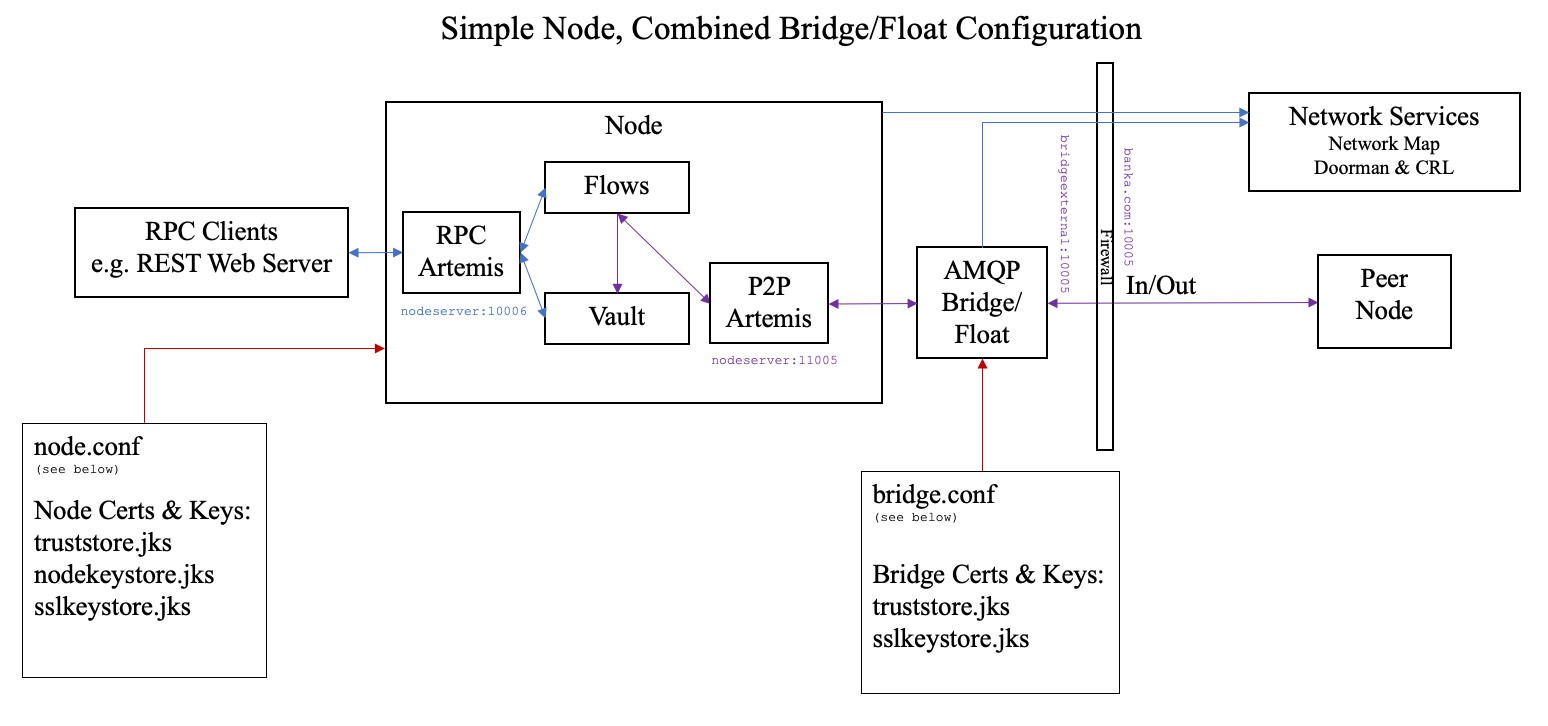 Simple Node, Combined Bridge/Float Configuration
Node
Flows
RPC Clients
e.g. REST Web Server
RPC
Artemis
nodeserver:10006
Vault
P2P
Artemis
nodeserver:11005
AMQP
Bridge/
Float
bridgeexternal:10005
Firewall
banka.com:10005
In/Out
Network Services
Network Map
Doorman & CRL
Peer
Node
node.conf
(see below)
Node Certs & Keys:
truststore.jks
nodekeystore.jks
sslkeystore.jks
bridge.conf
(see below)
Bridge Certs & Keys:
truststore.jks
sslkeystore.jks